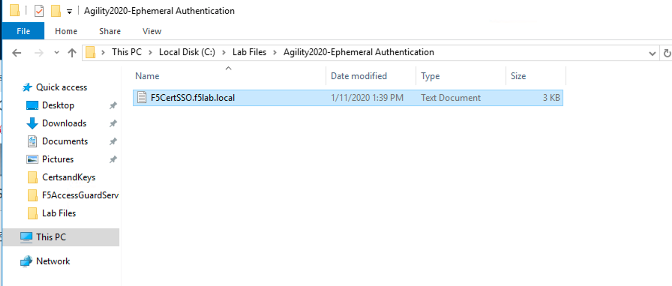 Agility2020-Ephemeral Authentication
File Home Share View
This PC Local Disk (C:) Lab Files Agility2020-Ephemeral Authentication
Name Date modified Type Size
F5CertSSO.f5lab.local 1/11/2020 1:39 PM Text Document 3 KB
Quick access
Desktop
Downloads
Documents
Pictures
CertsandKeys
F5AccessGuardServ
Lab Files
This PC
Network